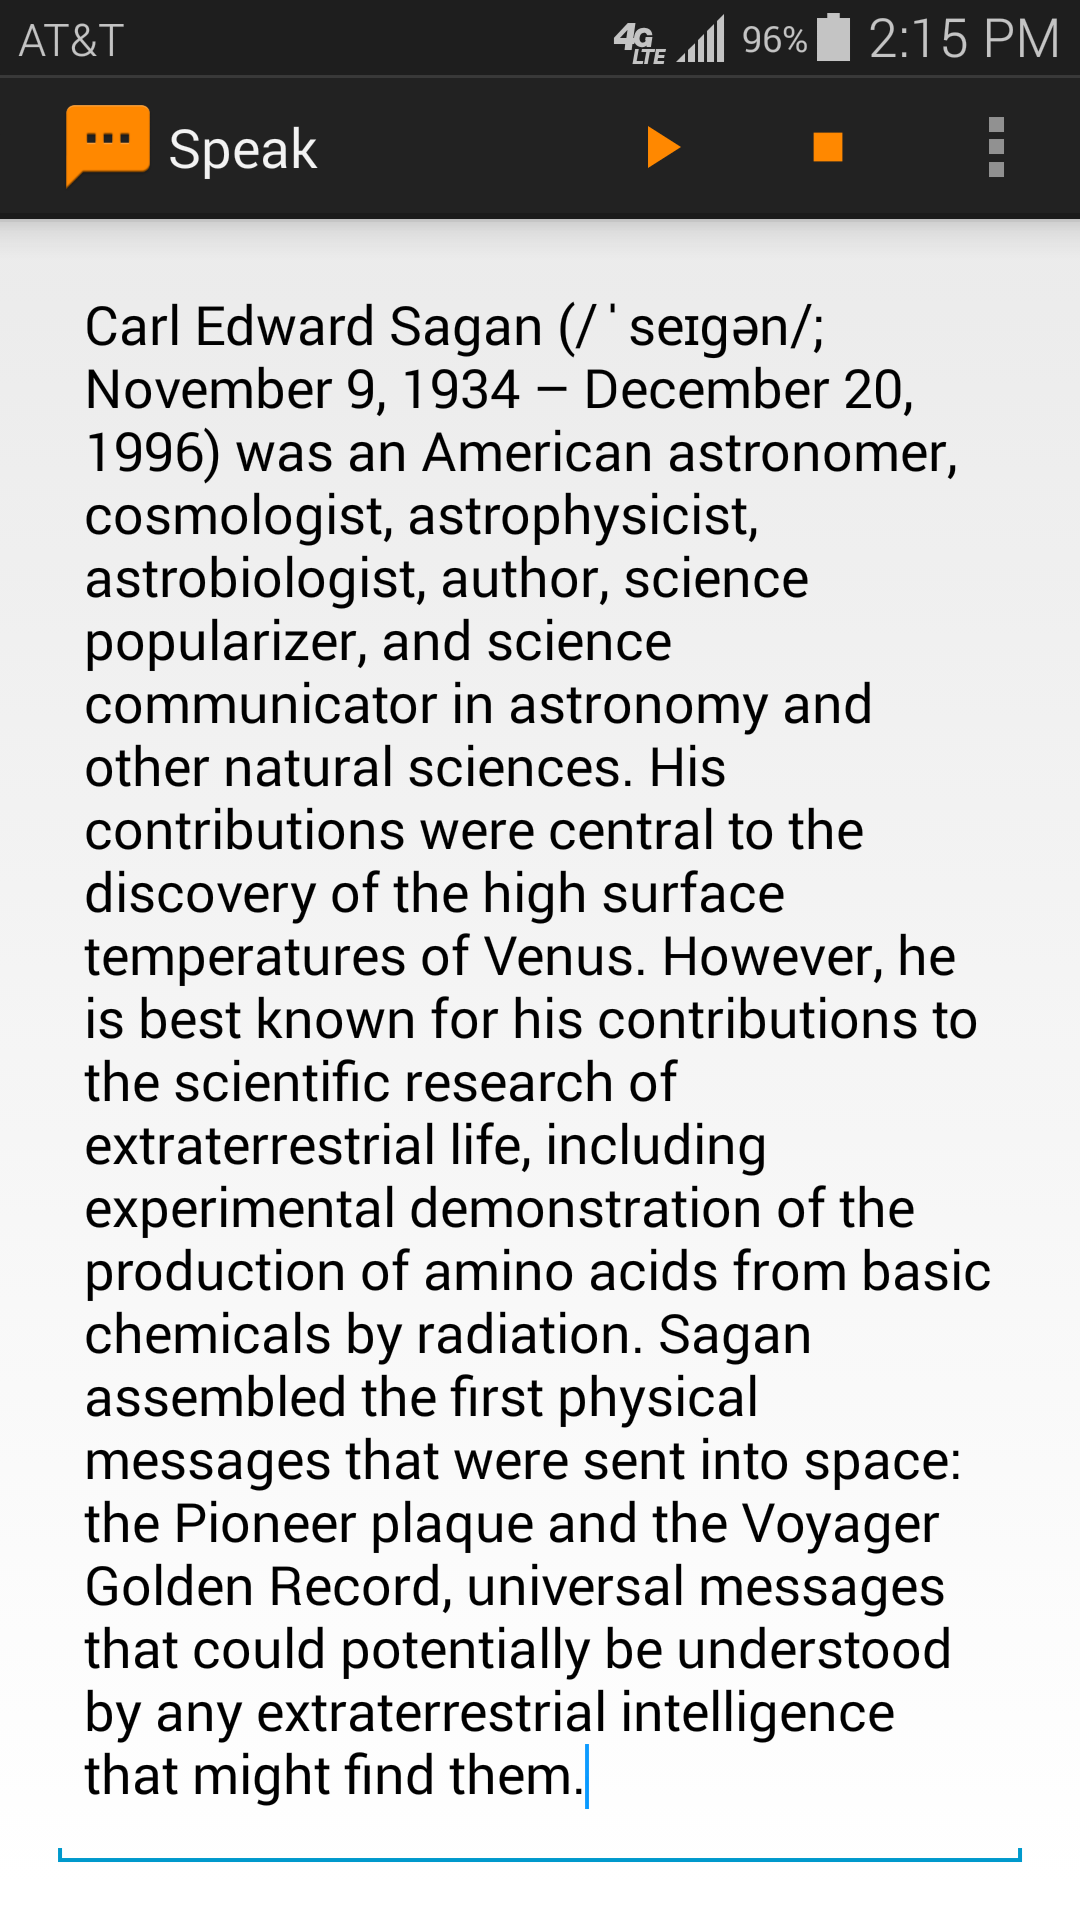 AT&T 4G LTE 96% 2:15 PM
Speak
Carl Edward Sagan (/ˈseɪɡən/;
November 9, 1934 – December 20,
1996) was an American astronomer,
cosmologist, astrophysicist,
astrobiologist, author, science
popularizer, and science
communicator in astronomy and
other natural sciences. His
contributions were central to the
discovery of the high surface
temperatures of Venus. However, he
is best known for his contributions to
the scientific research of
extraterrestrial life, including
experimental demonstration of the
production of amino acids from basic
chemicals by radiation. Sagan
assembled the first physical
messages that were sent into space:
the Pioneer plaque and the Voyager
Golden Record, universal messages
that could potentially be understood
by any extraterrestrial intelligence
that might find them.